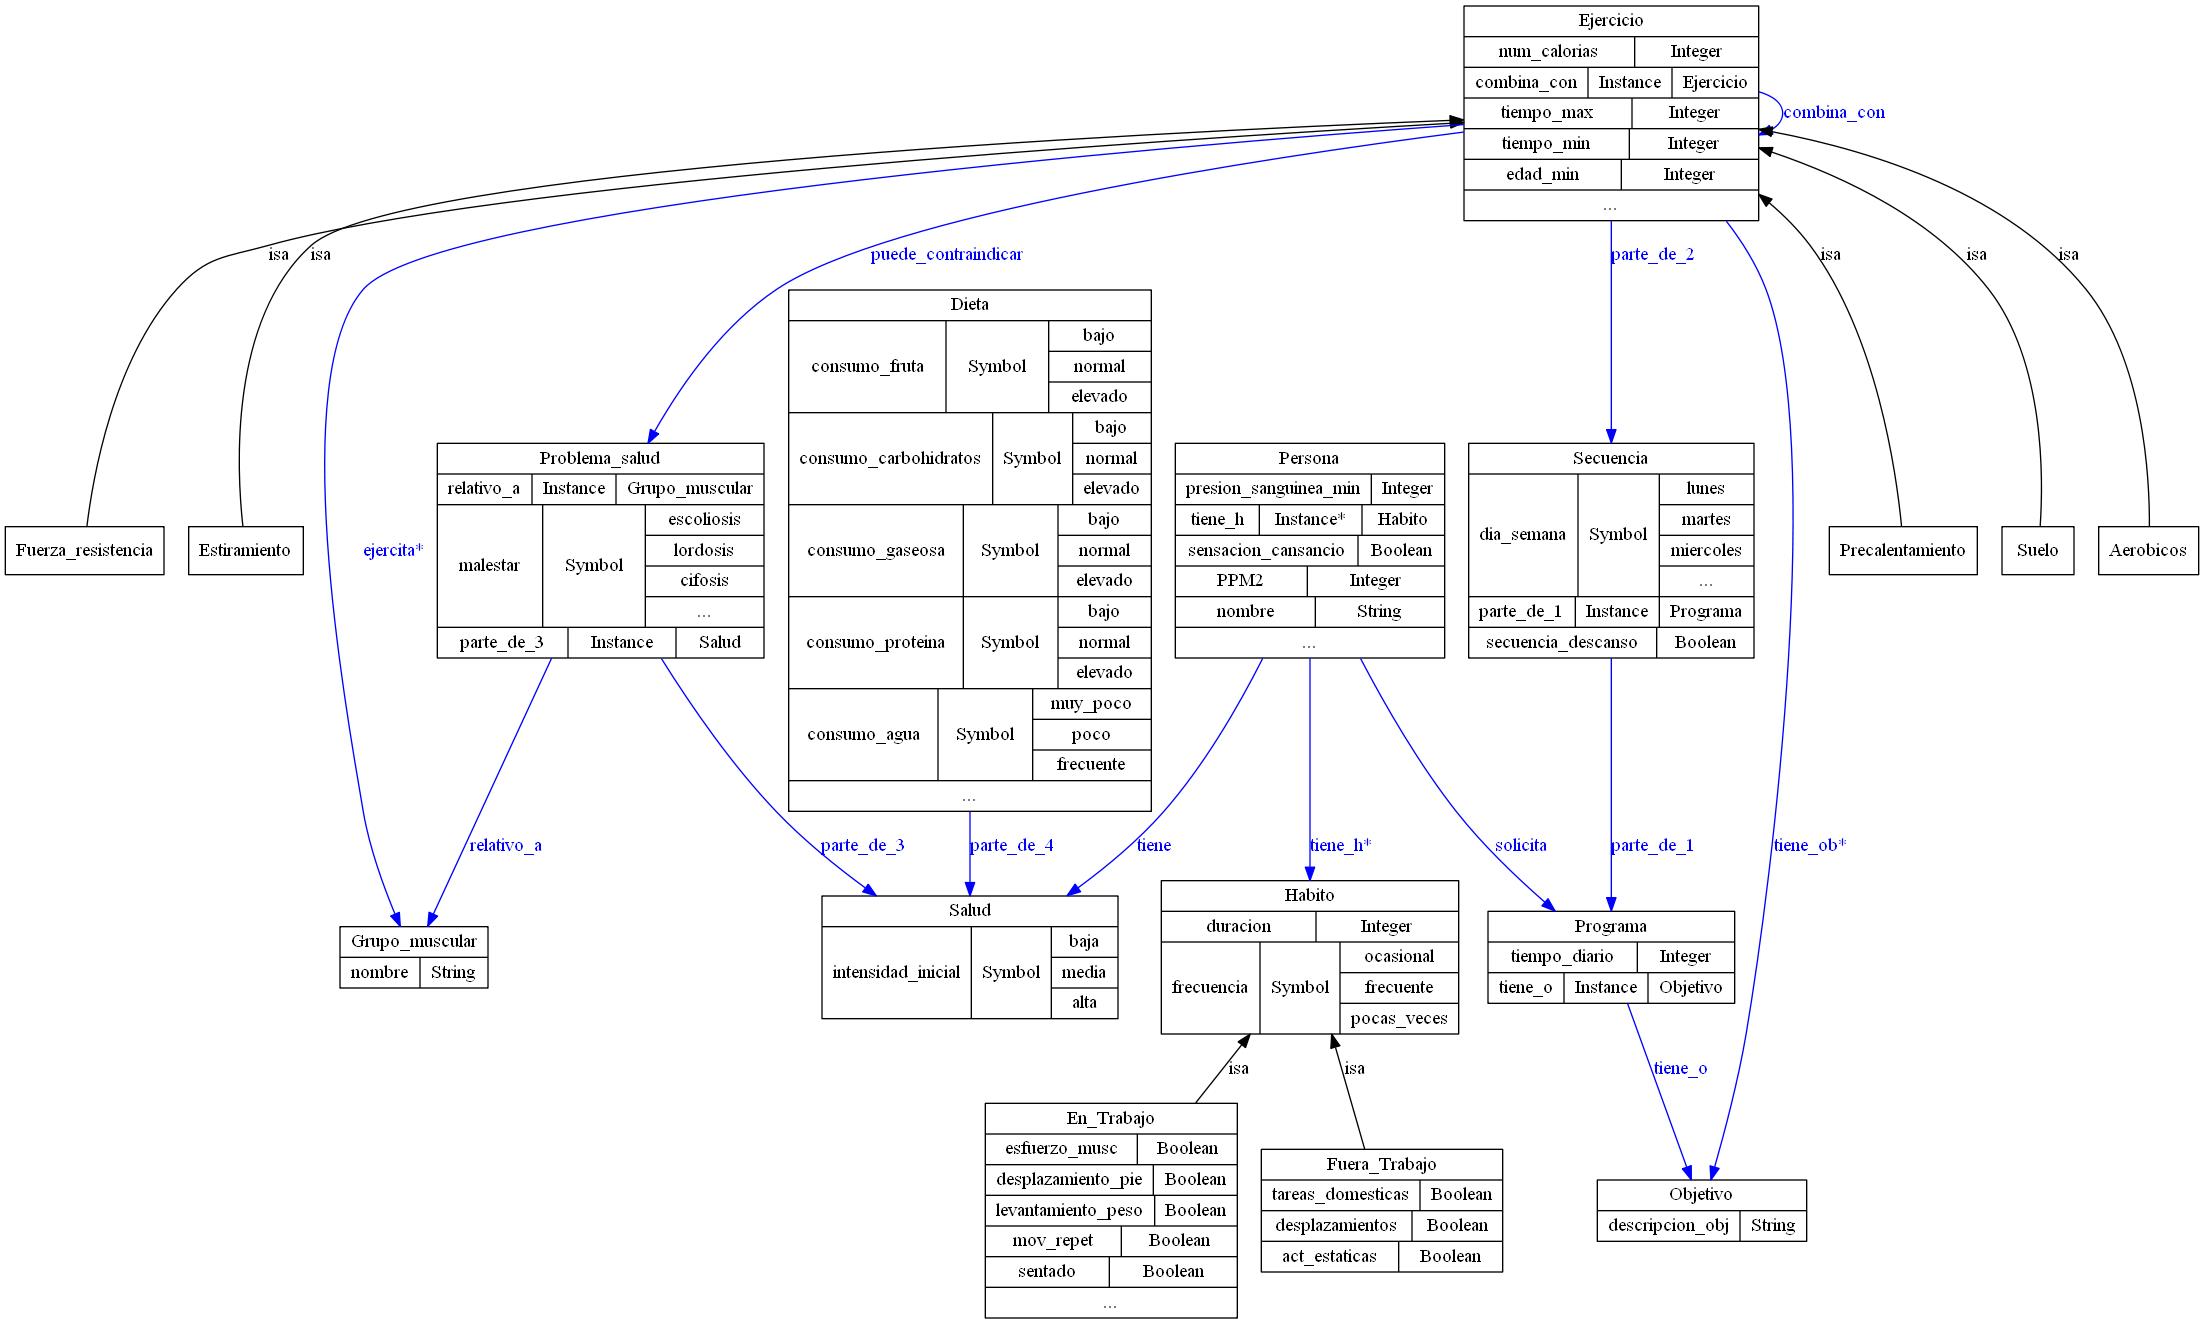 Ejercicio
num_calorias Integer
combina_con Instance Ejercicio
tiempo_max Integer
combina_con
tiempo_min Integer
edad_min Integer
...
isa
isa
puede_contraindicar
parte_de_2
isa
isa
isa
Dieta
consumo_fruta Symbol
bajo
normal
elevado
consumo_carbohidratos Symbol
bajo
normal
elevado
consumo_gaseosa Symbol
bajo
normal
elevado
consumo_proteina Symbol
bajo
normal
elevado
consumo_agua Symbol
muy_poco
poco
frecuente
...
Problema_salud
relativo_a Instance Grupo_muscular
malestar Symbol
escoliosis
lordosis
cifosis
...
parte_de_3 Instance Salud
Persona
presion_sanguinea_min Integer
tiene_h Instance* Habito
sensacion_cansancio Boolean
PPM2 Integer
nombre String
...
Secuencia
dia_semana Symbol
lunes
martes
miercoles
...
parte_de_1 Instance Programa
secuencia_descanso Boolean
Fuerza_resistencia
Estiramiento
ejercita*
Precalentamiento
Suelo
Aerobicos
relativo_a
parte_de_3
parte_de_4
tiene
tiene_h*
solicita
parte_de_1
tiene_ob*
Grupo_muscular
nombre String
Salud
intensidad_inicial Symbol
baja
media
alta
Habito
duracion Integer
frecuencia Symbol
ocasional
frecuente
pocas_veces
Programa
tiempo_diario Integer
tiene_o Instance Objetivo
isa
isa
tiene_o
En_Trabajo
esfuerzo_musc Boolean
desplazamiento_pie Boolean
levantamiento_peso Boolean
mov_repet Boolean
sentado Boolean
...
Fuera_Trabajo
tareas_domesticas Boolean
desplazamientos Boolean
act_estaticas Boolean
Objetivo
descripcion_obj String